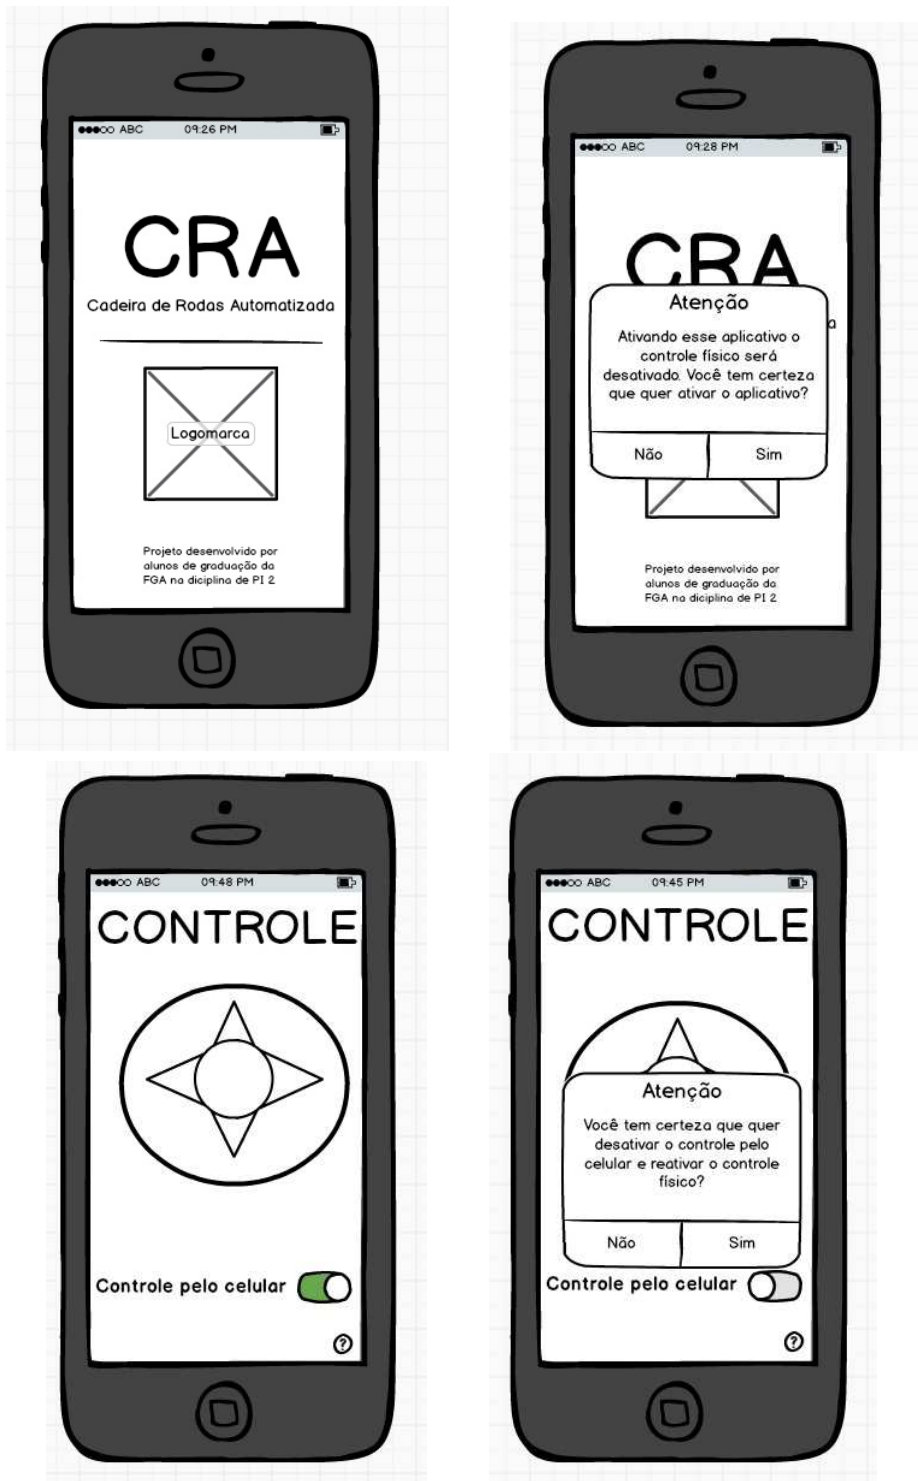 ABC 09:26 PM
CRA
Cadeira de Rodas Automatizada
Logomarca
Projeto desenvolvido por
alunos de graduação da
FGA na diciplina de PI 2
ABC 09:28 PM
CRA
a
Atenção
Ativando esse aplicativo o
controle físico será
desativado. Você tem certeza
que quer ativar o aplicativo?
Não Sim
Projeto desenvolvido por
alunos de graduação da
FGA na diciplina de PI 2
ABC 09:48 PM
CONTROLE
Controle pelo celular
?
ABC 09:45 PM
CONTROLE
Atenção
Você tem certeza que quer
desativar o controle pelo
celular e reativar o controle
físico?
Não Sim
Controle pelo celular
?